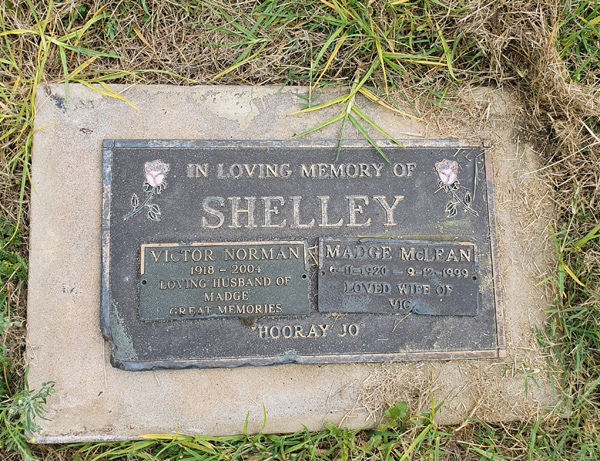 IN LOVING MEMORY OF
SHELLEY
VICTOR NORMAN
1918 - 2004
LOVING HUSBAND OF
MADGE
GREAT MEMORIES
MADGE McLEAN
-11-1920 - 9-12-1999
LOVED WIFE OF
VIC
"HOORAY JO"